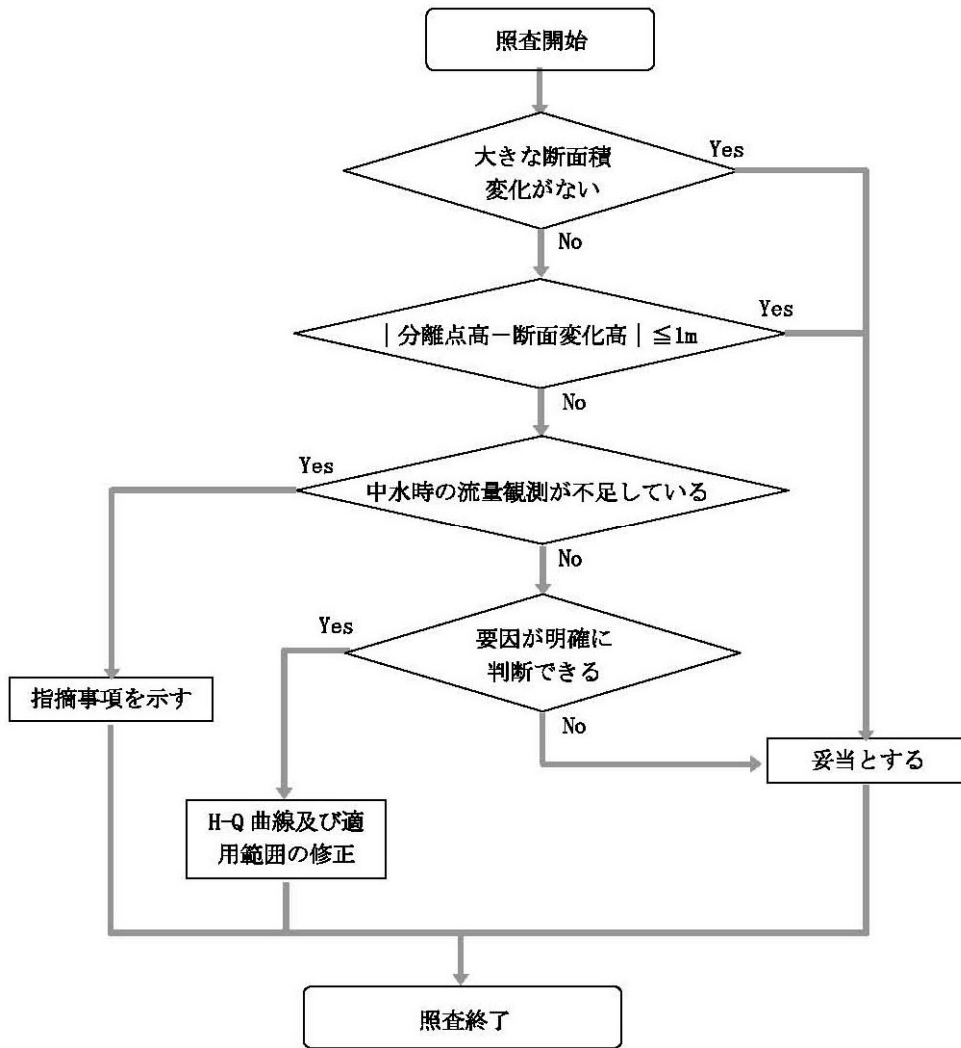 照査開始
大きな断面積
変化がない
Yes
No
|分離点高－断面変化高|≦1m
Yes
No
中水時の流量観測が不足している
Yes
No
要因が明確に
判断できる
Yes
No
指摘事項を示す
妥当とする
H-Q 曲線及び適
用範囲の修正
照査終了